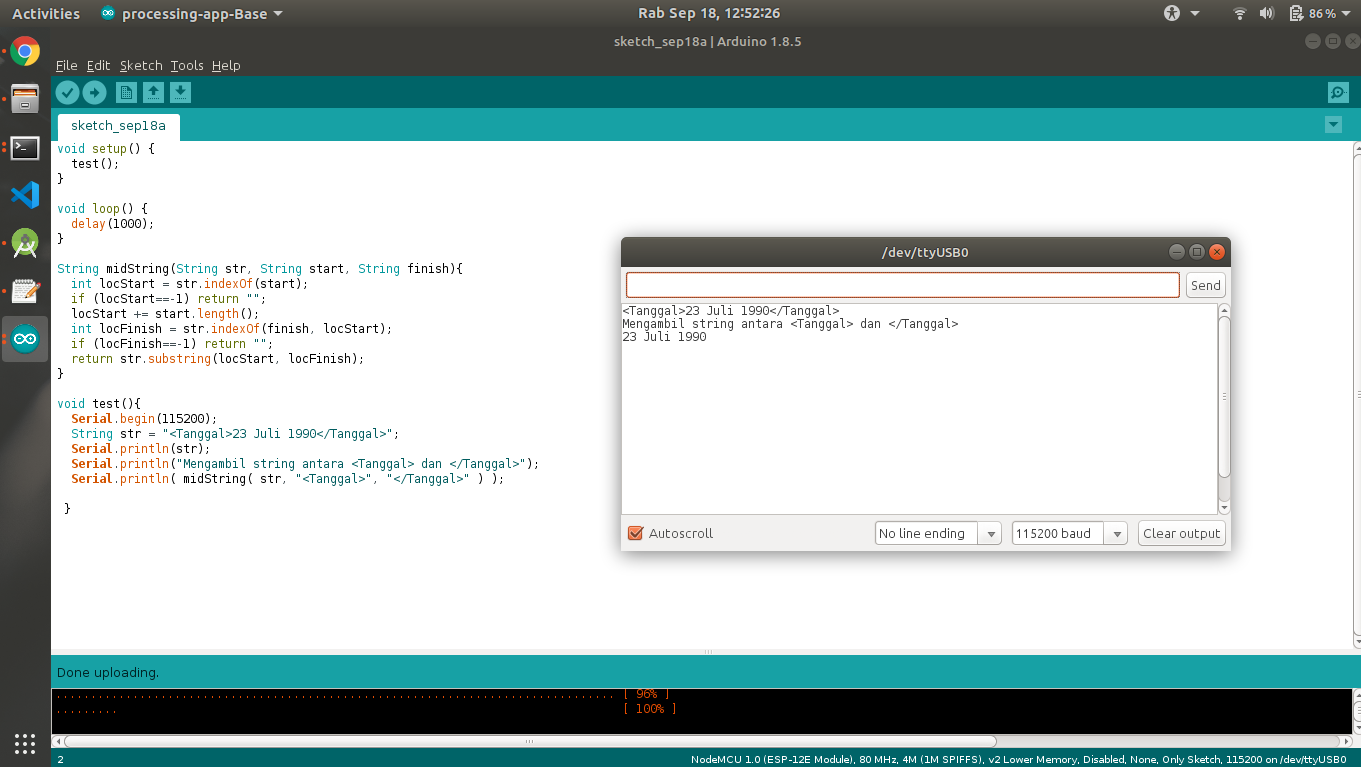 Activities processing-app-Base Rab Sep 18, 12:52:26 86%
sketch_sep18a | Arduino 1.8.5
File Edit Sketch Tools Help
sketch_sep18a
void setup() {
  test();
}
void loop() {
  delay(1000);
}
String midString(String str, String start, String finish){
  int locStart = str.indexOf(start);
  if (locStart==-1) return "";
  locStart += start.length();
  int locFinish = str.indexOf(finish, locStart);
  if (locFinish==-1) return "";
  return str.substring(locStart, locFinish);
}
void test(){
  Serial.begin(115200);
  String str = "<Tanggal>23 Juli 1990</Tanggal>";
  Serial.println(str);
  Serial.println("Mengambil string antara <Tanggal> dan </Tanggal>");
  Serial.println( midString( str, "<Tanggal>", "</Tanggal>" ) );
 }
/dev/ttyUSB0
Send
<Tanggal>23 Juli 1990</Tanggal>
Mengambil string antara <Tanggal> dan </Tanggal>
23 Juli 1990
Autoscroll No line ending 115200 baud Clear output
Done uploading.
................................................................................ [ 96% ]
......... [ 100% ]
2 NodeMCU 1.0 (ESP-12E Module), 80 MHz, 4M (1M SPIFFS), v2 Lower Memory, Disabled, None, Only Sketch, 115200 on /dev/ttyUSB0